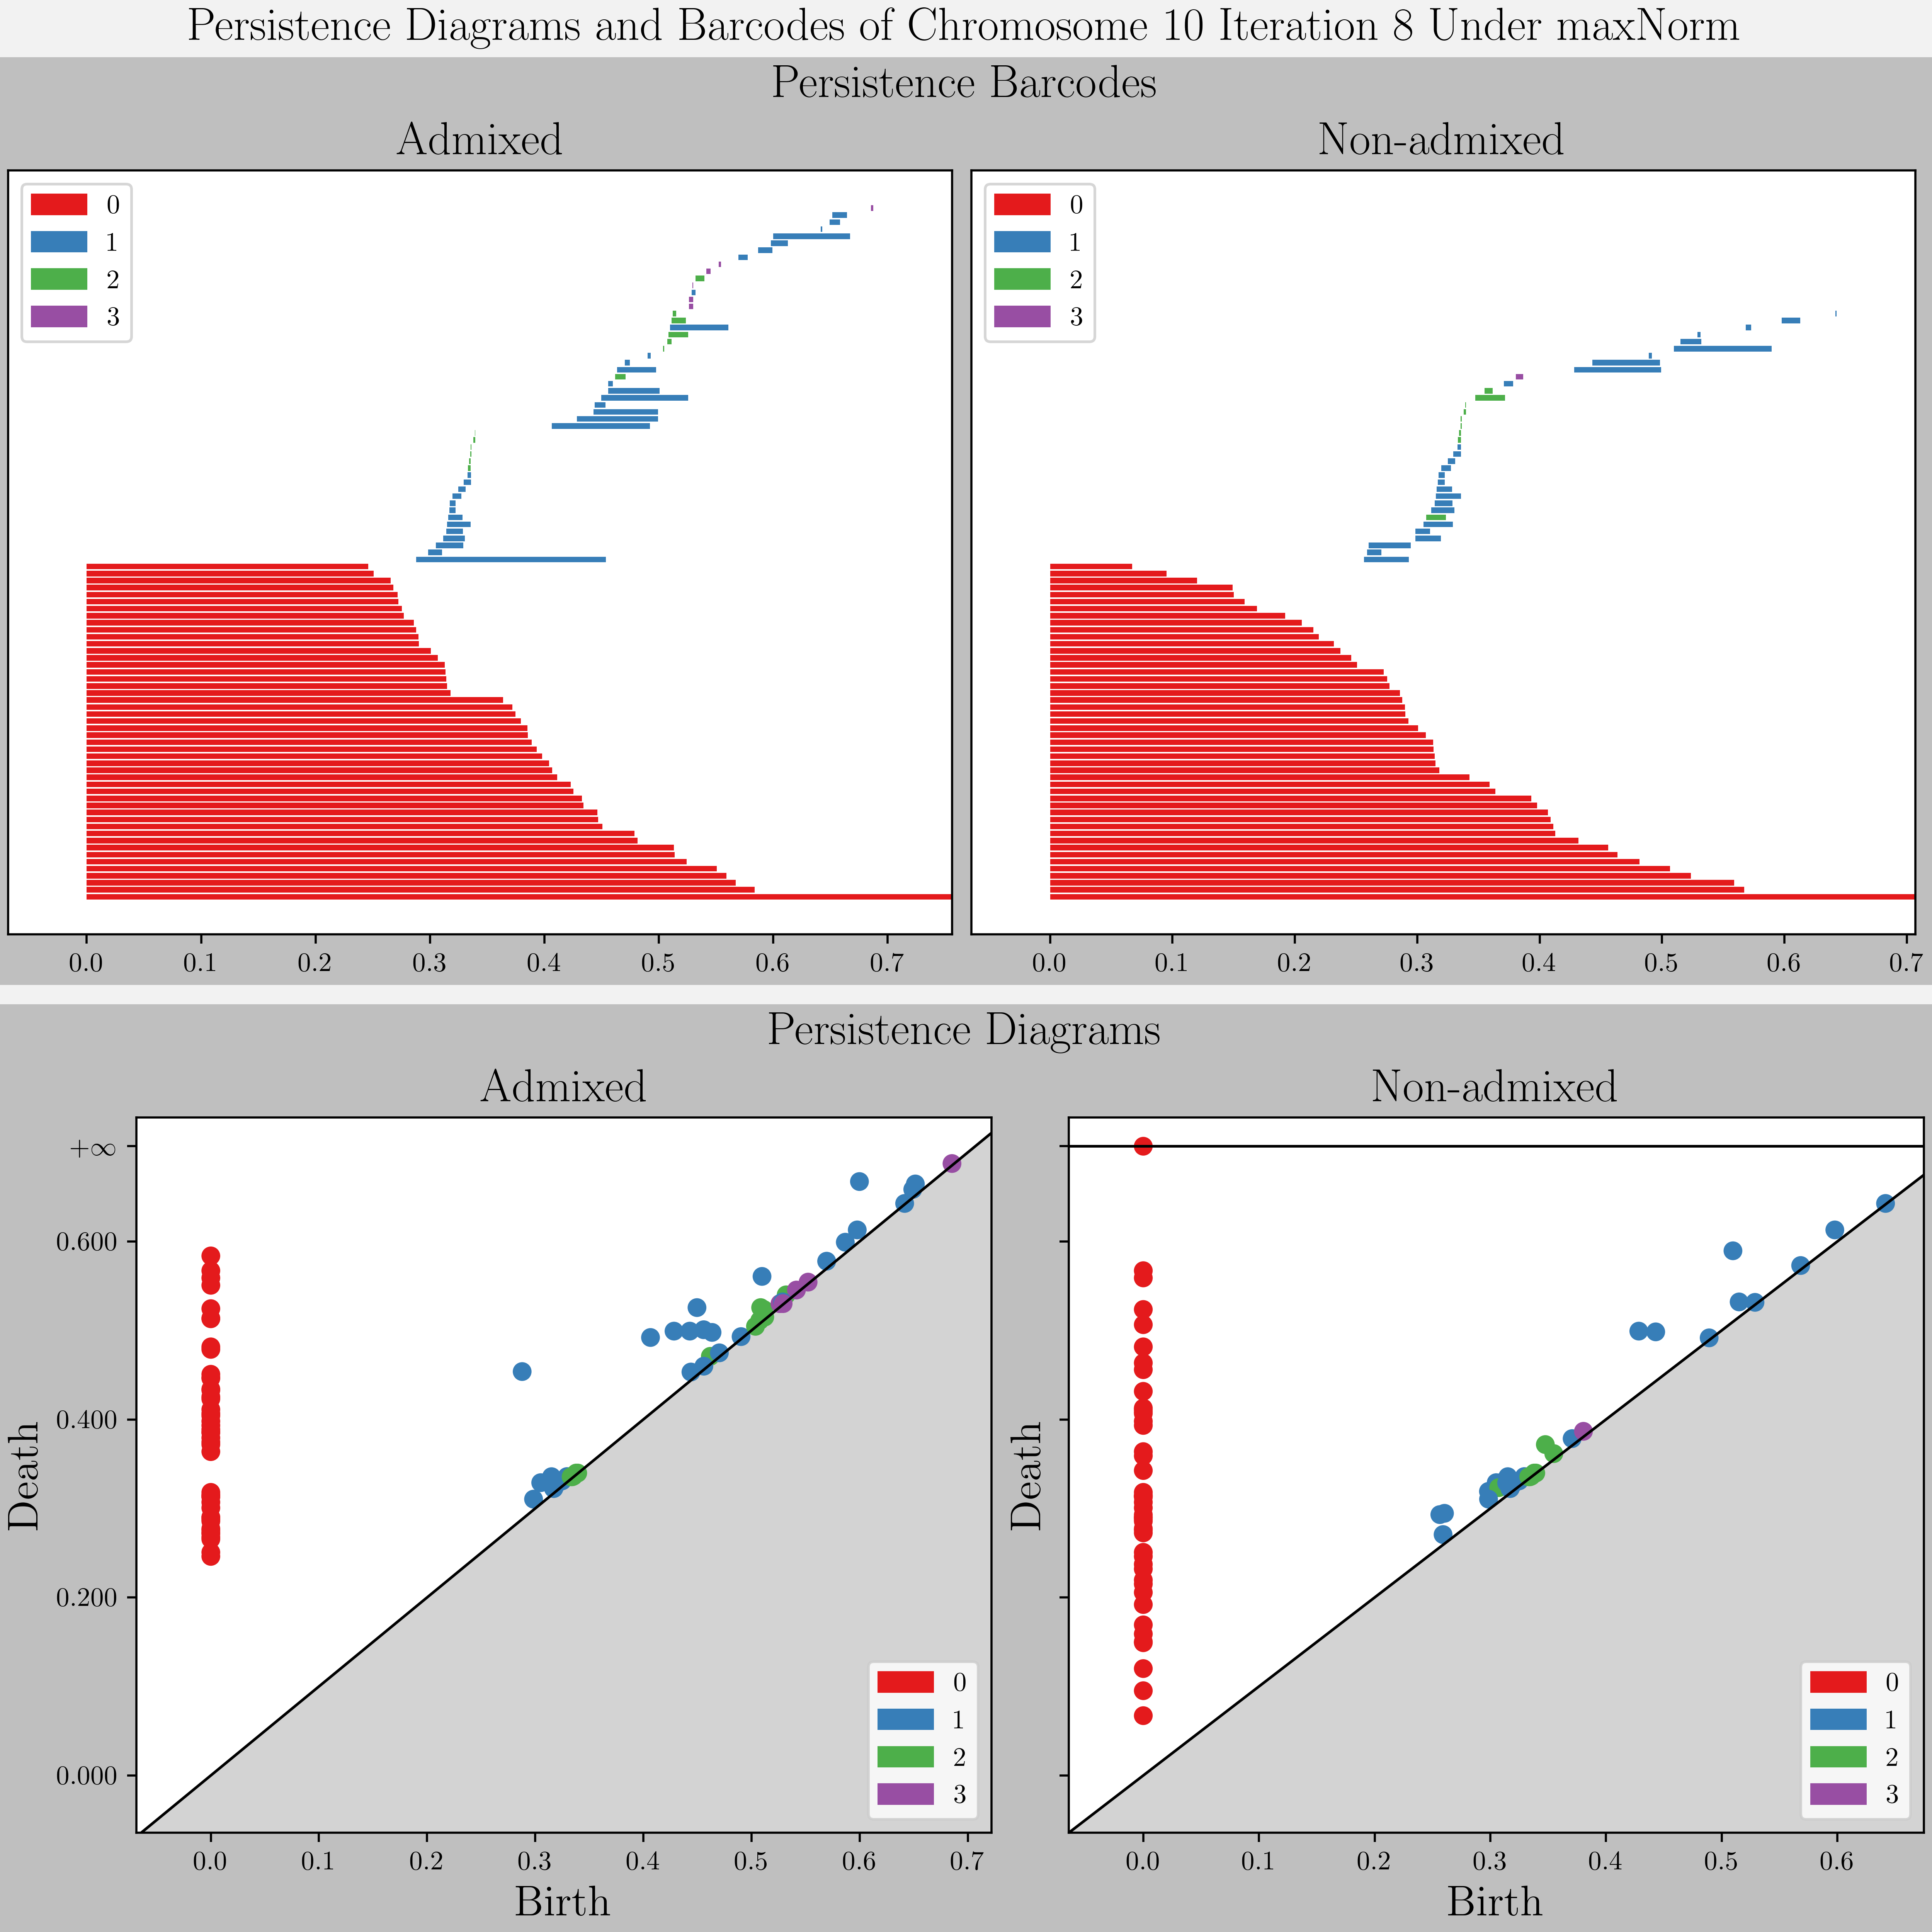 Persistence Diagrams and Barcodes of Chromosome 10 Iteration 8 Under maxNorm
Persistence Barcodes
Admixed
Non-admixed
0
1
2
3
0
1
2
3
0.0 0.1 0.2 0.3 0.4 0.5 0.6 0.7
0.0 0.1 0.2 0.3 0.4 0.5 0.6 0.7
Persistence Diagrams
Admixed
Non-admixed
+∞
0.600
0.400
0.200
0.000
Death
Death
0
1
2
3
0
1
2
3
0.0 0.1 0.2 0.3 0.4 0.5 0.6 0.7
0.0 0.1 0.2 0.3 0.4 0.5 0.6
Birth
Birth